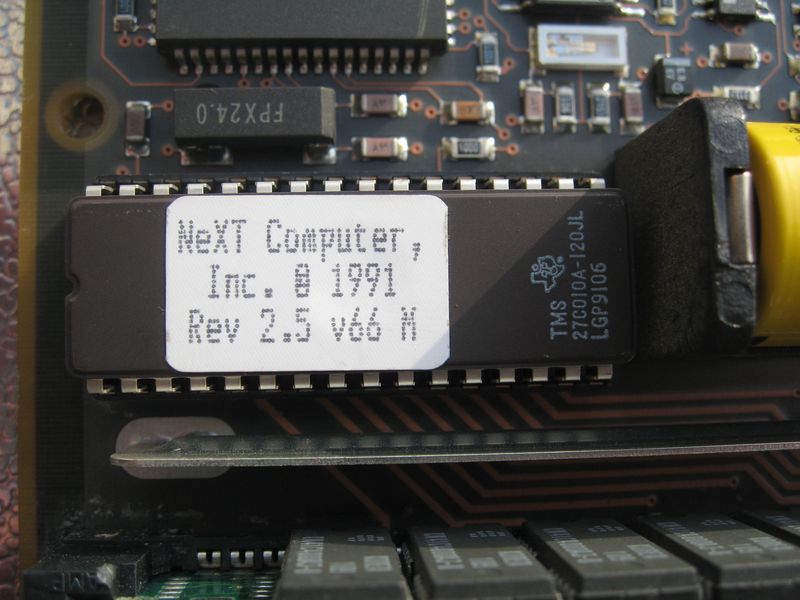 FPX24.0
NeXT Computer,
Inc. © 1991
Rev 2.5 v66 M
TMS
27C010A-120JL
LGP9106